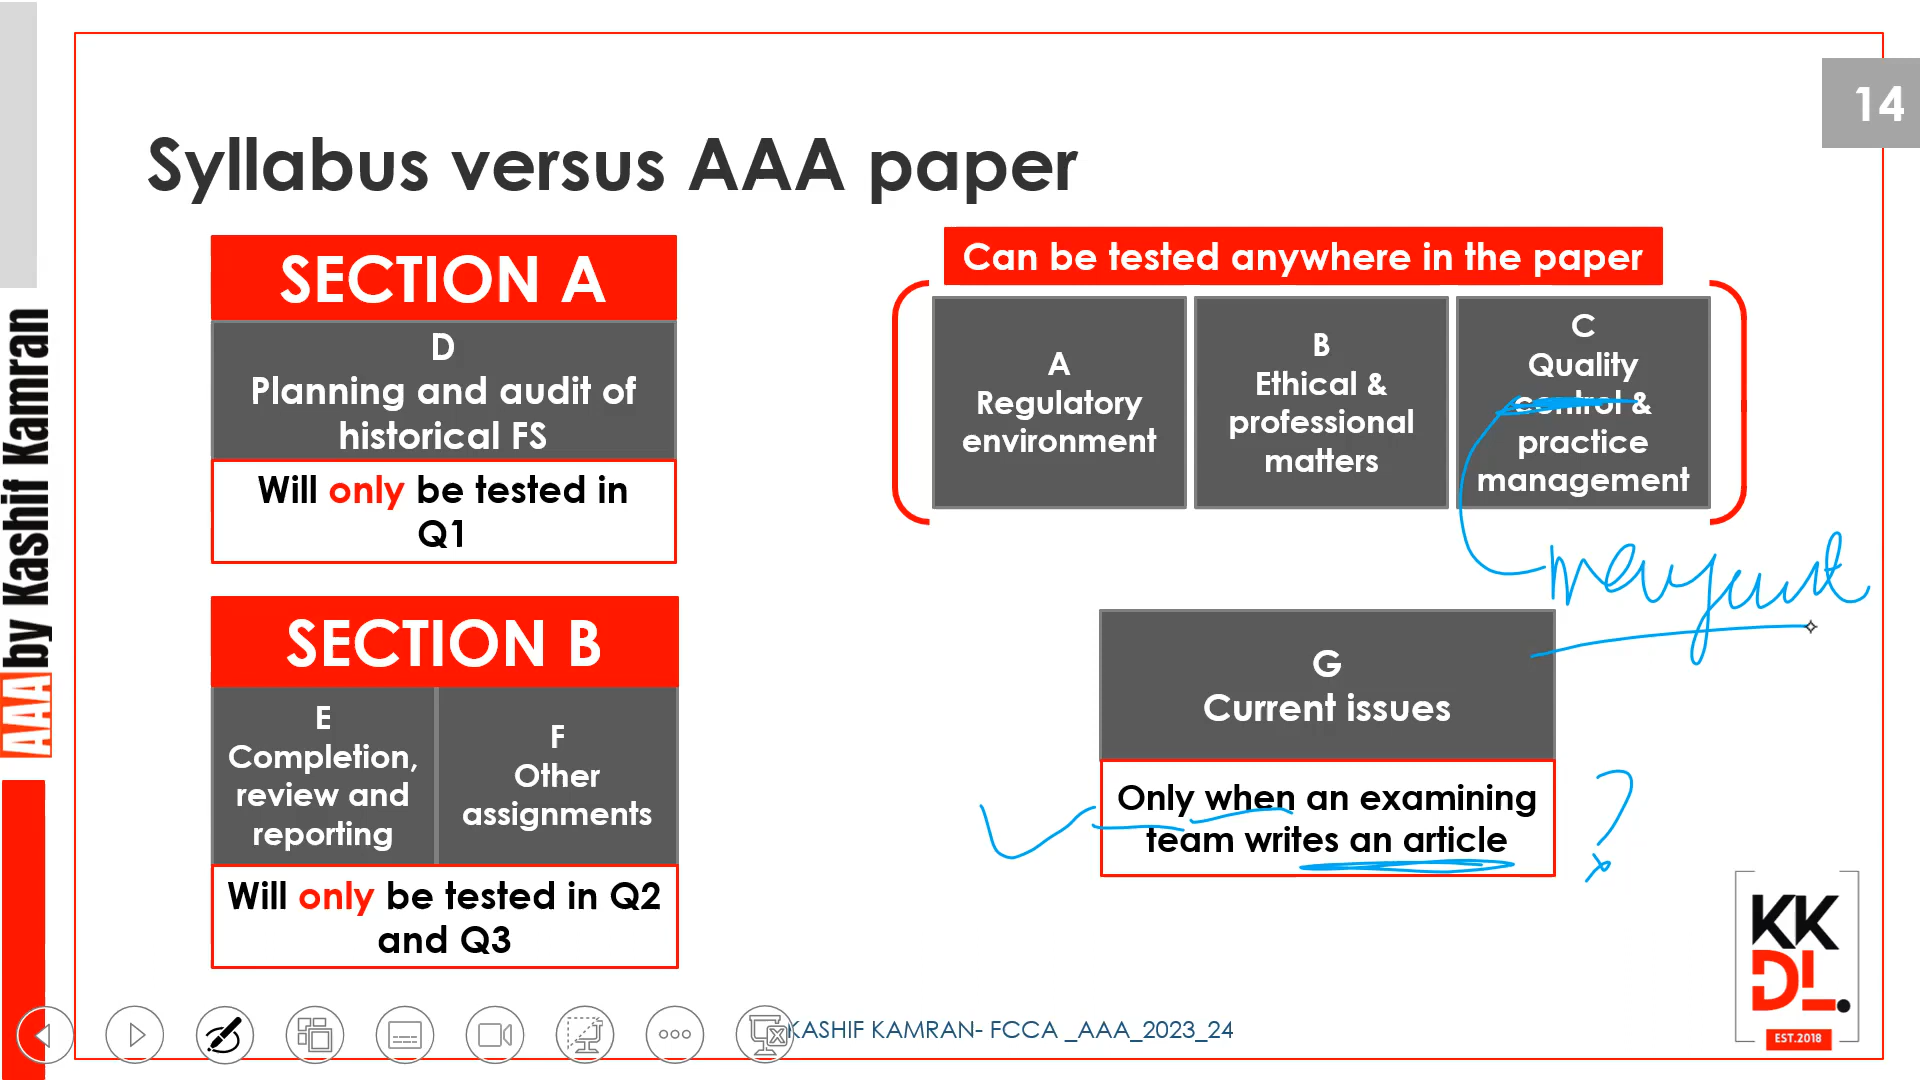 14
Syllabus versus AAA paper
SECTION A
D
Planning and audit of
historical FS
Will only be tested in
Q1
SECTION B
E
Completion,
review and
reporting
F
Other
assignments
Will only be tested in Q2
and Q3
Can be tested anywhere in the paper
A
Regulatory
environment
B
Ethical &
professional
matters
C
Quality
control &
practice
management
G
Current issues
Only when an examining
team writes an article
?
AAA by Kashif Kamran
KASHIF KAMRAN- FCCA _AAA_2023_24
KK
DL.
EST.2018